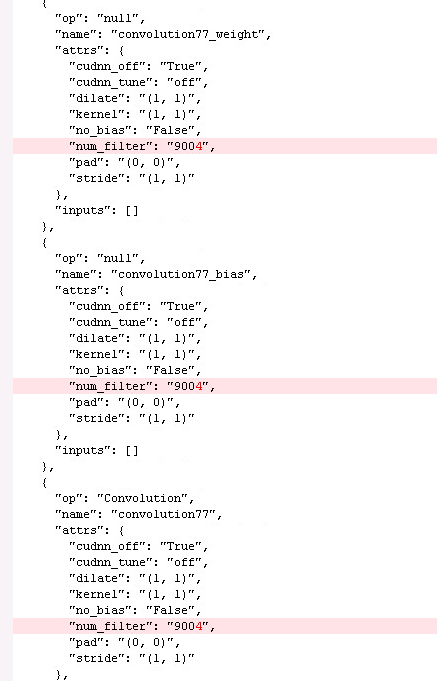 {
"op": "null",
"name": "convolution77_weight",
"attrs": {
"cudnn_off": "True",
"cudnn_tune": "off",
"dilate": "(1, 1)",
"kernel": "(1, 1)",
"no_bias": "False",
"num_filter": "9004",
"pad": "(0, 0)",
"stride": "(1, 1)"
},
"inputs": []
},
{
"op": "null",
"name": "convolution77_bias",
"attrs": {
"cudnn_off": "True",
"cudnn_tune": "off",
"dilate": "(1, 1)",
"kernel": "(1, 1)",
"no_bias": "False",
"num_filter": "9004",
"pad": "(0, 0)",
"stride": "(1, 1)"
},
"inputs": []
},
{
"op": "Convolution",
"name": "convolution77",
"attrs": {
"cudnn_off": "True",
"cudnn_tune": "off",
"dilate": "(1, 1)",
"kernel": "(1, 1)",
"no_bias": "False",
"num_filter": "9004",
"pad": "(0, 0)",
"stride": "(1, 1)"
},